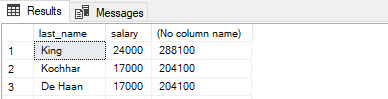 Results Messages
last_name salary (No column name)
1 King 24000 288100
2 Kochhar 17000 204100
3 De Haan 17000 204100